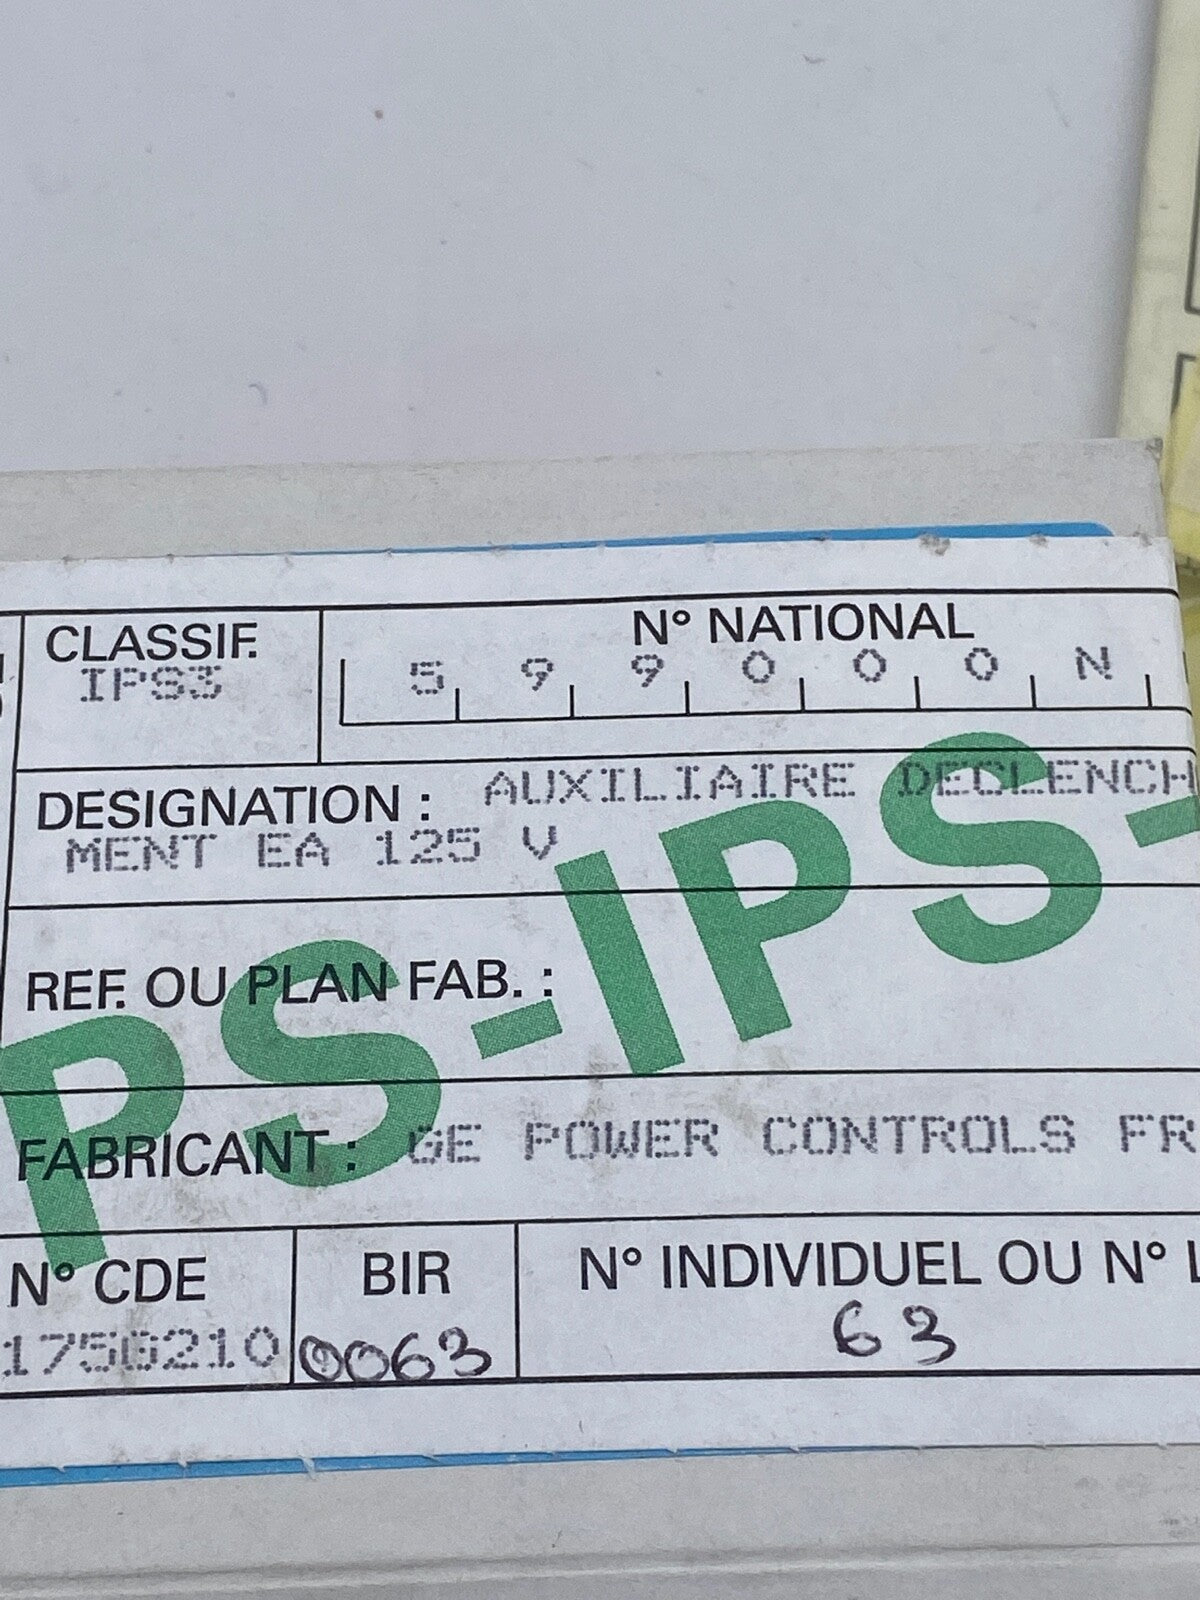 CLASSIF.
IPS3
N° NATIONAL
5 9 9 0 0 0 N
DESIGNATION : AUXILIAIRE DECLENCH
MENT EA 125 V
REF. OU PLAN FAB. :
PS-IPS-
FABRICANT : GE POWER CONTROLS FR
N° CDE
BIR
N° INDIVIDUEL OU N° L
0063
63